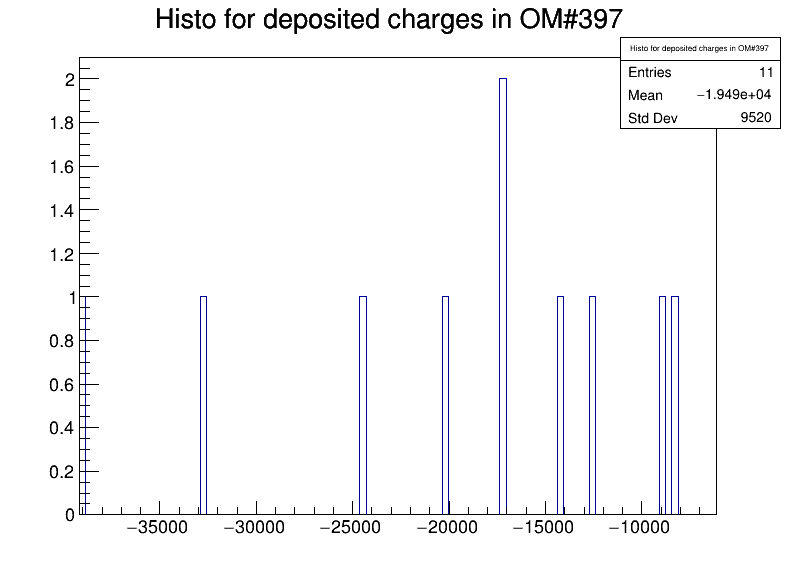 Histo for deposited charges in OM#397
Histo for deposited charges in OM#397
Entries 11
Mean −1.949e+04
Std Dev 9520
2
1.8
1.6
1.4
1.2
1
0.8
0.6
0.4
0.2
0
−35000 −30000 −25000 −20000 −15000 −10000